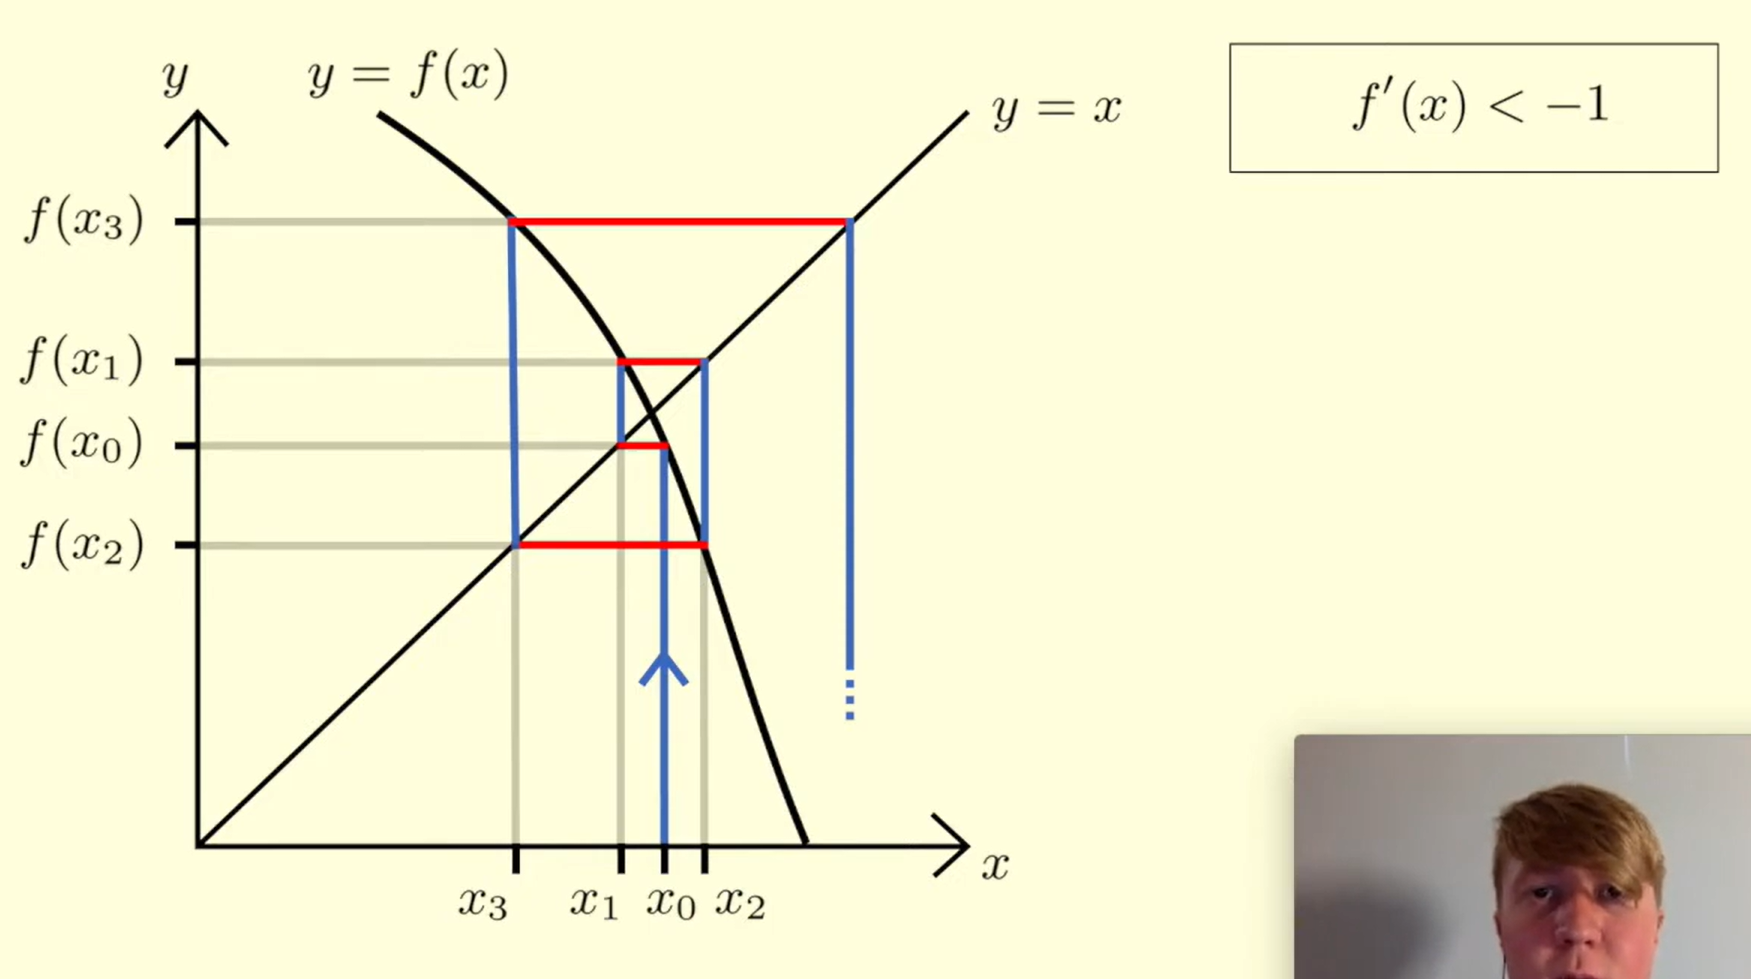 y
y = f(x)
y = x
f′(x) < −1
f(x₃)
f(x₁)
f(x₀)
f(x₂)
x
x₃ x₁ x₀ x₂